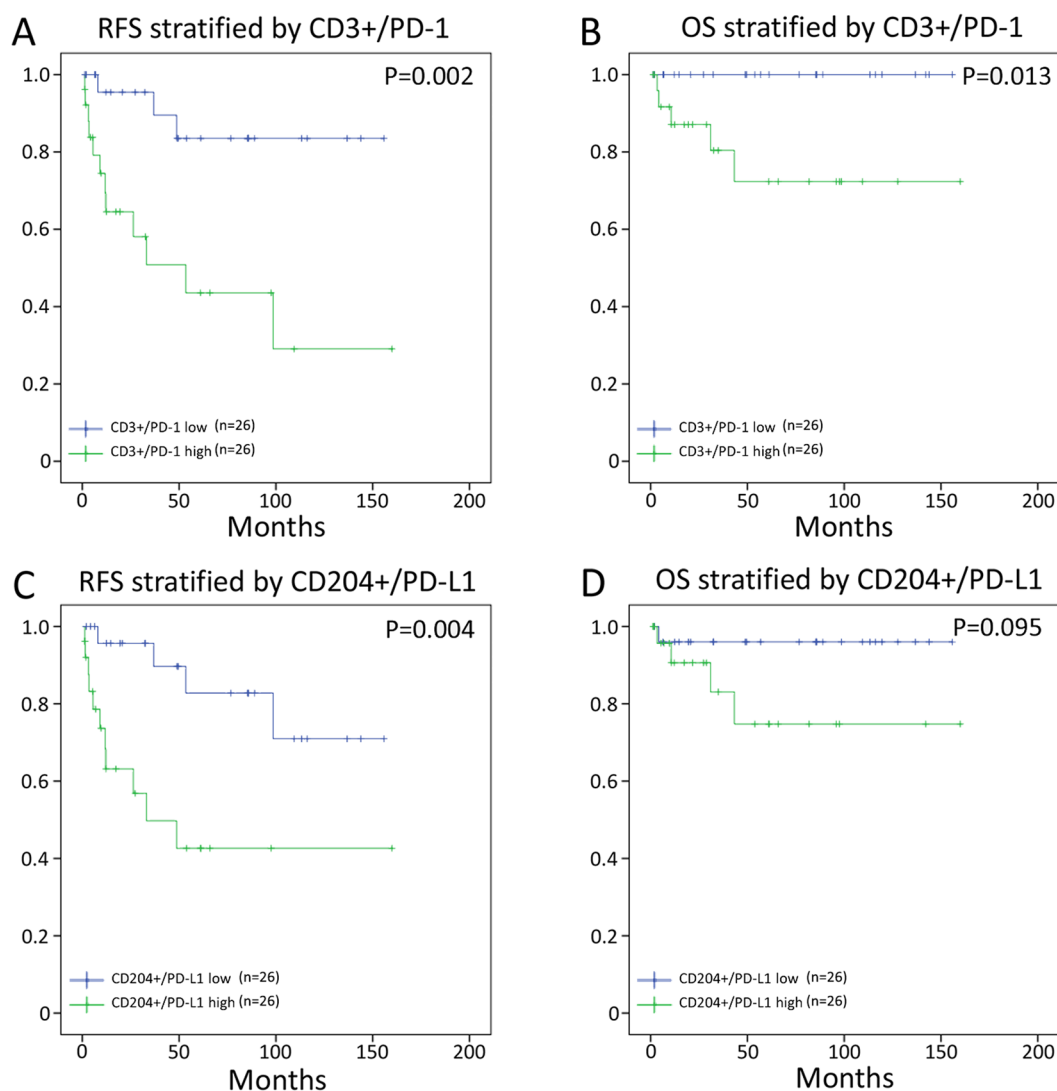 A RFS stratified by CD3+/PD-1
P=0.002
1.0
0.8
0.6
0.4
0.2
0
CD3+/PD-1 low (n=26)
CD3+/PD-1 high (n=26)
0 50 100 150 200
Months
B OS stratified by CD3+/PD-1
P=0.013
1.0
0.8
0.6
0.4
0.2
0
CD3+/PD-1 low (n=26)
CD3+/PD-1 high (n=26)
0 50 100 150 200
Months
C RFS stratified by CD204+/PD-L1
P=0.004
1.0
0.8
0.6
0.4
0.2
0
CD204+/PD-L1 low (n=26)
CD204+/PD-L1 high (n=26)
0 50 100 150 200
Months
D OS stratified by CD204+/PD-L1
P=0.095
1.0
0.8
0.6
0.4
0.2
0
CD204+/PD-L1 low (n=26)
CD204+/PD-L1 high (n=26)
0 50 100 150 200
Months